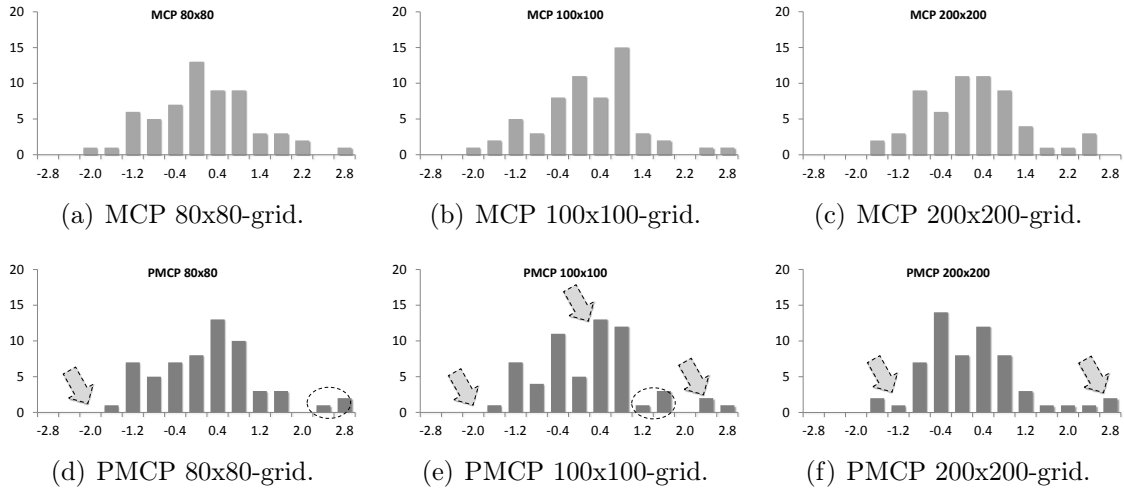 MCP 80x80
20
15
10
5
0
-2.8 -2.0 -1.2 -0.4 0.4 1.4 2.2 2.8
(a) MCP 80x80-grid.
MCP 100x100
20
15
10
5
0
-2.8 -2.0 -1.2 -0.4 0.4 1.4 2.2 2.8
(b) MCP 100x100-grid.
MCP 200x200
20
15
10
5
0
-2.8 -2.0 -1.2 -0.4 0.4 1.4 2.2 2.8
(c) MCP 200x200-grid.
PMCP 80x80
20
15
10
5
0
-2.8 -2.0 -1.2 -0.4 0.4 1.2 2.0 2.8
(d) PMCP 80x80-grid.
PMCP 100x100
20
15
10
5
0
-2.8 -2.0 -1.2 -0.4 0.4 1.2 2.0 2.8
(e) PMCP 100x100-grid.
PMCP 200x200
20
15
10
5
0
-2.8 -2.0 -1.2 -0.4 0.4 1.2 2.0 2.8
(f) PMCP 200x200-grid.